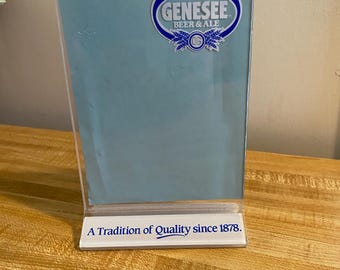 GENESEE
BEER & ALE
A Tradition of Quality since 1878.